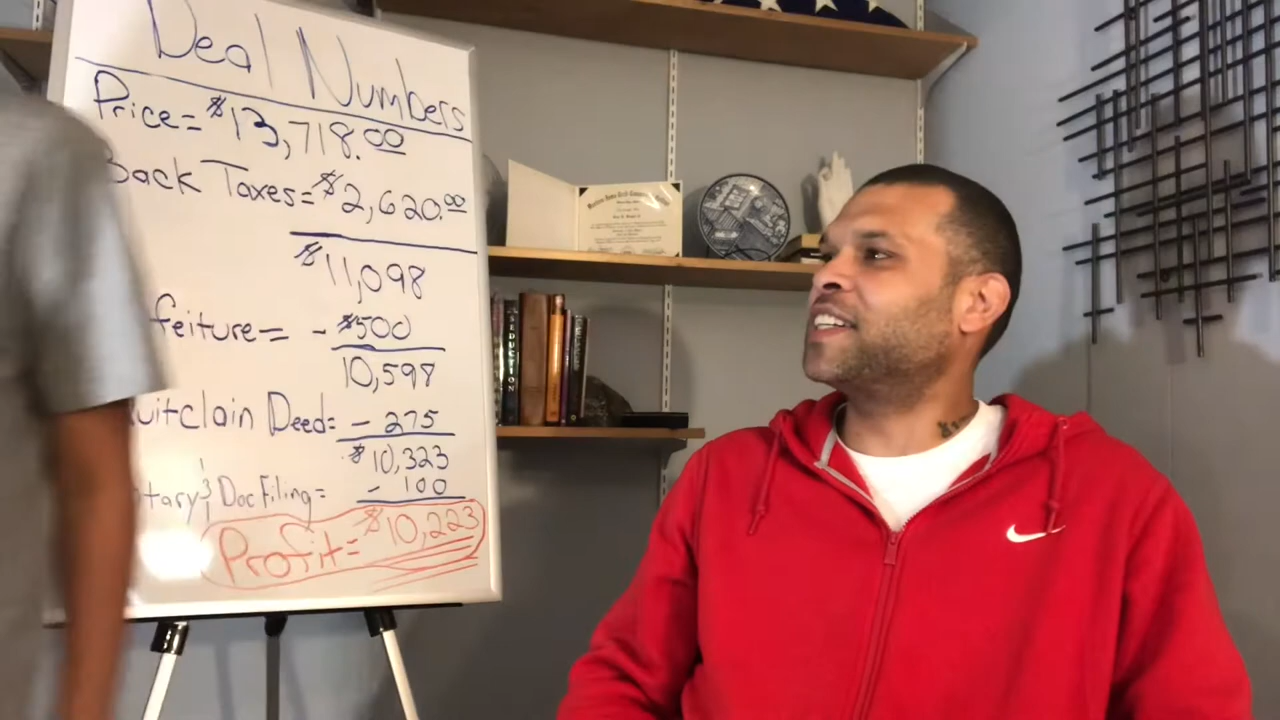 Deal Numbers
Price= $13,718.00
Back Taxes= $2,620.00
$11,098
feiture= - $500
10,598
uitclain Deed= - 275
$10,323
tary & Doc Filing= - 100
Profit= $10,223
SEDUCTION